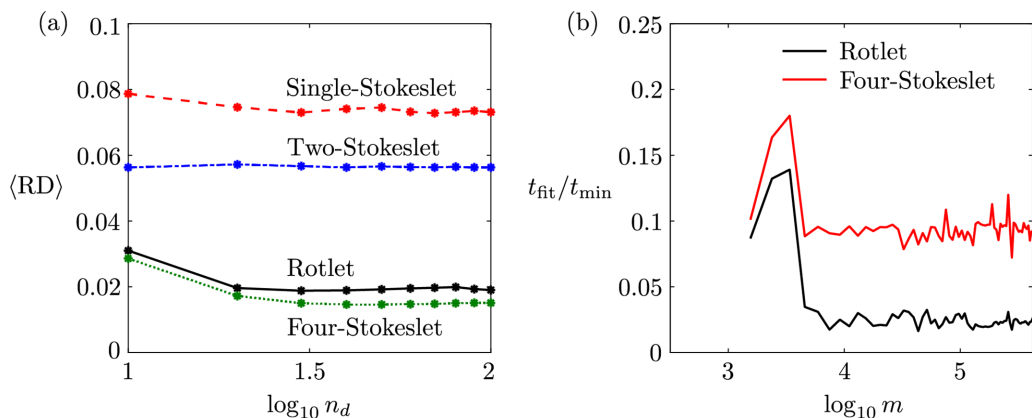 (a)
0.1
0.08
0.06
⟨RD⟩
0.04
0.02
0
1
1.5
2
log₁₀ n_d
Single-Stokeslet
Two-Stokeslet
Rotlet
Four-Stokeslet
(b)
0.25
0.2
0.15
t_fit/t_min
0.1
0.05
0
3
4
5
log₁₀ m
Rotlet
Four-Stokeslet